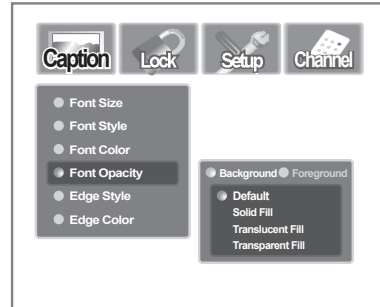 Caption Lock Setup Channel
Font Size
Font Style
Font Color
Font Opacity
Edge Style
Edge Color
Background Foreground
Default
Solid Fill
Translucent Fill
Transparent Fill